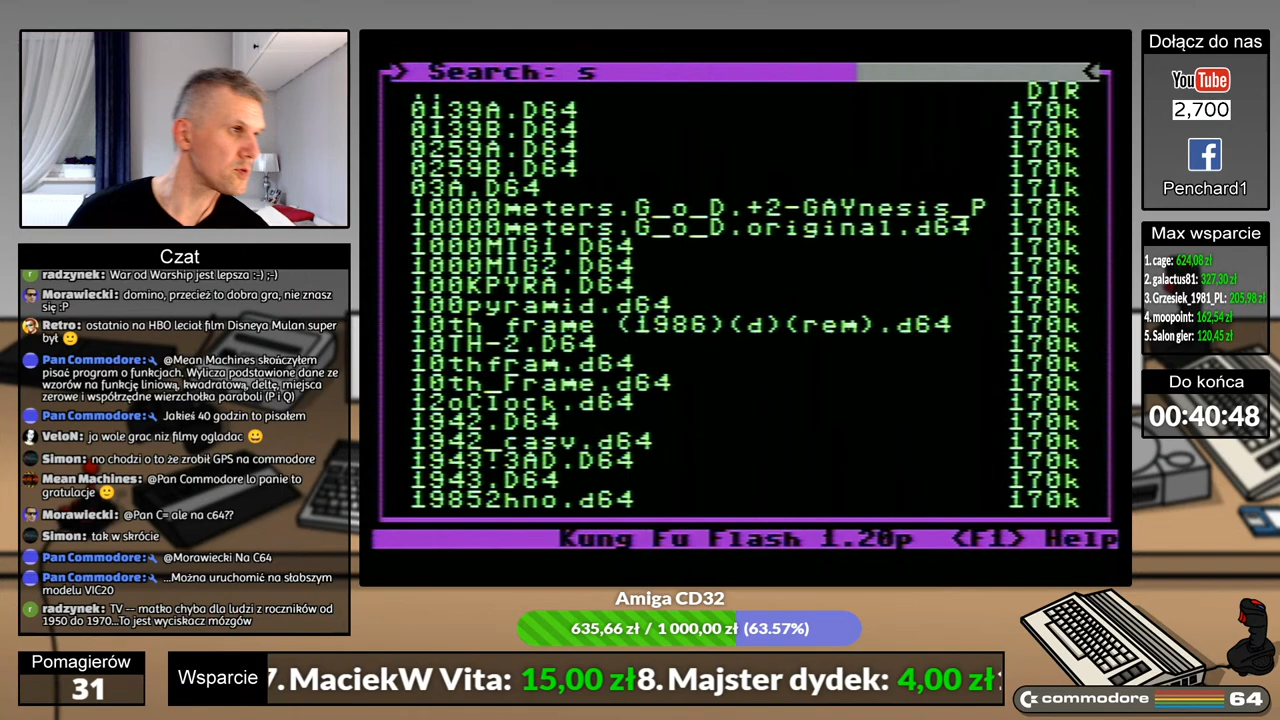 Czat
radzynek: War od Warship jest lepsza :-) ;-)
Morawiecki: domino, przecież to dobra gra, nie znasz
się :P
Retro: ostatnio na HBO leciał film Disneya Mulan super
był
Pan Commodore: @Mean Machines skończyłem
pisać program o funkcjach. Wylicza podstawione dane ze
wzorów na funkcję liniową, kwadratową, deltę, miejsca
zerowe i współrzędne wierzchołka paraboli (P i Q)
Pan Commodore: Jakieś 40 godzin to pisałem
VeloN: ja wole grac niz filmy ogladac
Simon: no chodzi o to że zrobił GPS na commodore
Mean Machines: @Pan Commodore lo panie to
gratulacje
Morawiecki: @Pan C= ale na c64??
Simon: tak w skrócie
Pan Commodore: @Morawiecki Na C64
Pan Commodore: ...Można uruchomić na słabszym
modelu VIC20
radzynek: TV -- matko chyba dla ludzi z roczników od
1950 do 1970...To jest wyciskacz mózgów
> Search: s <
.. DIR
0139A.D64 170k
0139B.D64 170k
0259A.D64 170k
0259B.D64 170k
03A.D64 171k
10000meters.G_o_D.+2-GAYnesis_P 170k
10000meters.G_o_D.original.d64 170k
1000MIG1.D64 170k
1000MIG2.D64 170k
100KPYRA.D64 170k
100pyramid.d64 170k
10th frame (1986)(d)(rem).d64 170k
10TH-2.D64 170k
10thfram.d64 170k
10th_Frame.d64 170k
12oClock.d64 170k
1942.D64 170k
1942_casy.d64 170k
1943!3AD.D64 170k
1943.D64 170k
19852hno.d64 170k
Kung Fu Flash 1.20p <F1> Help
Dołącz do nas
YouTube
2,700
f
Penchard1
Max wsparcie
1. cage: 624,08 zł
2. galactus81: 327,30 zł
3. Grzesiek_1981_PL: 205,98 zł
4. moopoint: 162,54 zł
5. Salon gier: 120,45 zł
Do końca
00:40:48
Amiga CD32
635,66 zł / 1 000,00 zł (63.57%)
Pomagierów
31
Wsparcie
7. MaciekW Vita: 15,00 zł 8. Majster dydek: 4,00 zł
commodore 64